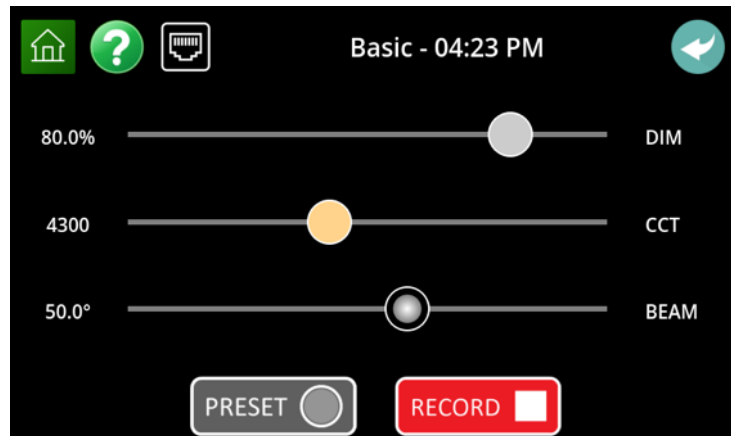 ?
Basic - 04:23 PM
80.0% DIM
4300 CCT
50.0° BEAM
PRESET RECORD